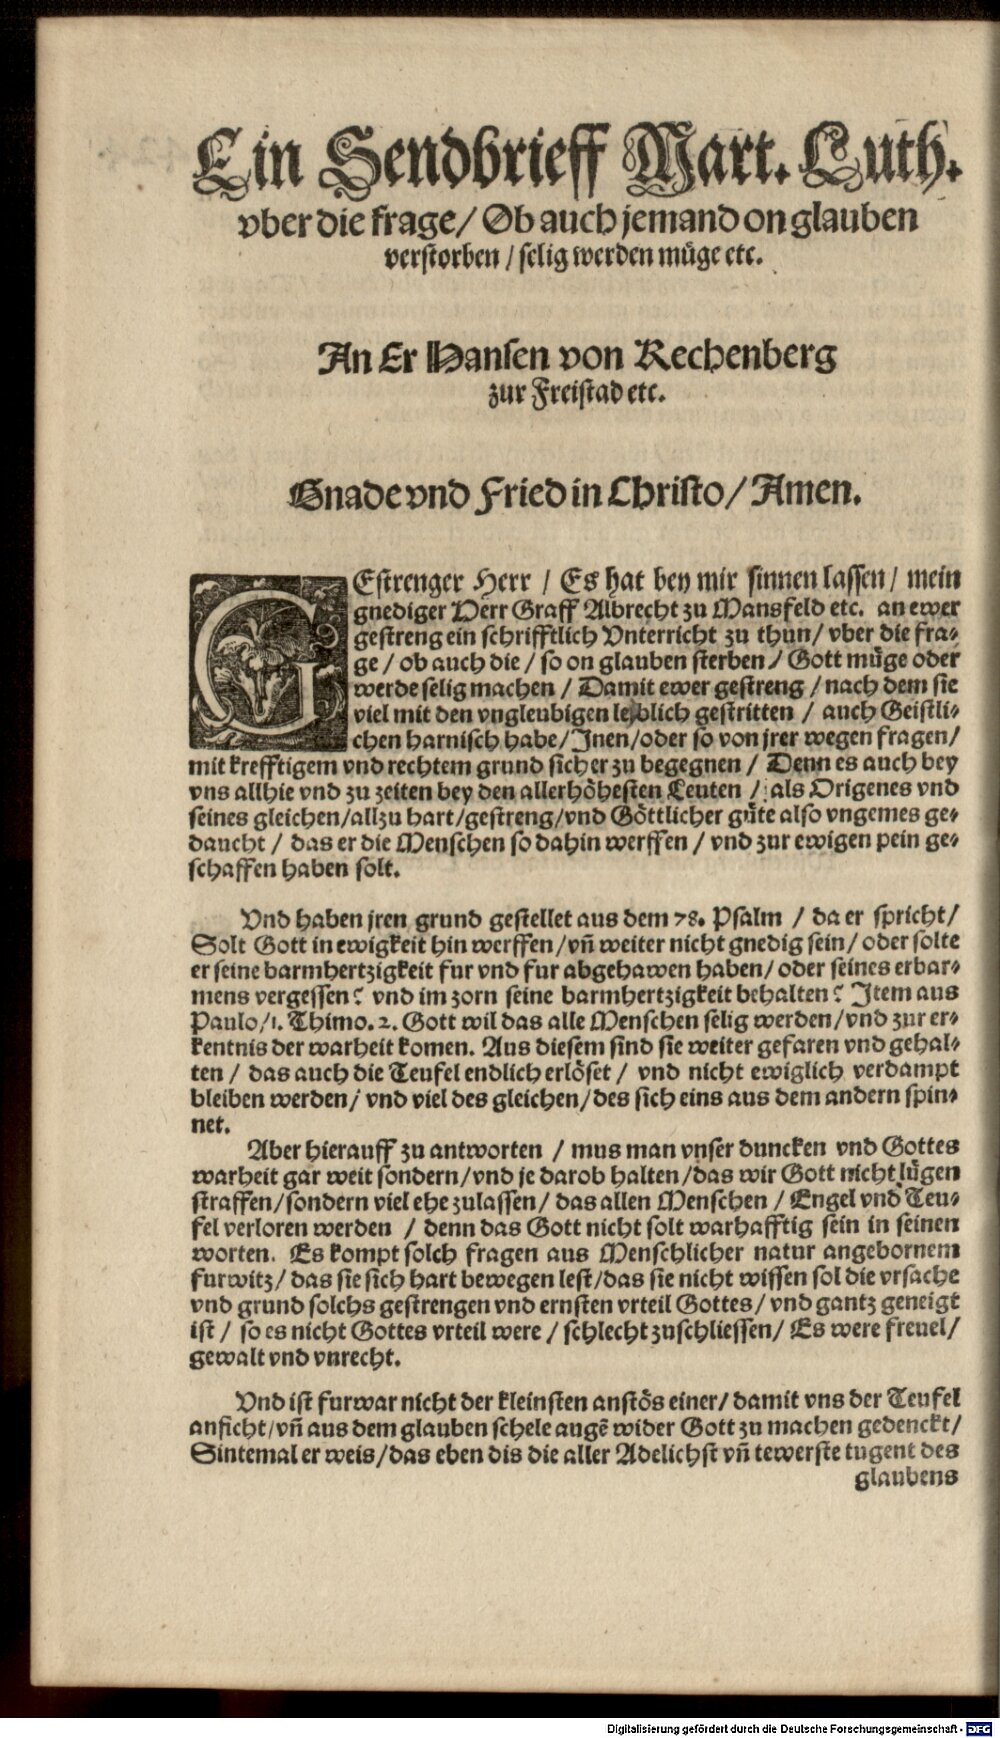 Ein Sendbrieff Mart. Luth.
vber die frage/ Ob auch jemand on glauben
verstorben / selig werden müge etc.
An Er Hansen von Rechenberg
zur Freistad etc.
Gnade vnd Fried in Christo/ Amen.
GEstrenger Herr / Es hat bey mir sinnen lassen / mein
gnediger Herr Graff Albrecht zu Mansfeld etc. an ewer
gestreng ein schrifftlich Vnterricht zu thun/ vber die fra-
ge / ob auch die / so on glauben sterben / Gott müge oder
werde selig machen / Damit ewer gestreng / nach dem sie
viel mit den vngleubigen leiblich gestritten / auch Geistli-
chen harnisch habe/ Jnen/oder so von jrer wegen fragen/
mit krefftigem vnd rechtem grund sicher zu begegnen / Denn es auch bey
vns allhie vnd zu zeiten bey den allerhöhesten Leuten / als Origenes vnd
seines gleichen/allzu hart/gestreng/vnd Göttlicher güte also vngemes ge-
daucht / das er die Menschen so dahin werffen / vnd zur ewigen pein ge-
schaffen haben solt.
Vnd haben jren grund gestellet aus dem 78. Psalm / da er spricht/
Solt Gott in ewigkeit hin werffen/vñ weiter nicht gnedig sein/ oder solte
er seine barmhertzigkeit fur vnd fur abgehawen haben/ oder seines erbar-
mens vergessen? vnd im zorn seine barmhertzigkeit behalten? Jtem aus
Paulo/1. Thimo. 2. Gott wil das alle Menschen selig werden/vnd zur er-
kentnis der warheit komen. Aus diesem sind sie weiter gefaren vnd gehal-
ten / das auch die Teufel endlich erlöset / vnd nicht ewiglich verdampt
bleiben werden/ vnd viel des gleichen/des sich eins aus dem andern spin-
net.
Aber hierauff zu antworten / mus man vnser duncken vnd Gottes
warheit gar weit sondern/vnd je darob halten/das wir Gott nicht lügen
straffen/sondern viel ehe zulassen/ das allen Menschen / Engel vnd Teu-
fel verloren werden / denn das Gott nicht solt warhafftig sein in seinen
worten. Es kompt solch fragen aus Menschlicher natur angebornem
furwitz/ das sie sich hart bewegen lest/das sie nicht wissen sol die vrsache
vnd grund solchs gestrengen vnd ernsten vrteil Gottes/ vnd gantz geneigt
ist / so es nicht Gottes vrteil were / schlecht zuschliessen/ Es were freuel/
gewalt vnd vnrecht.
Vnd ist furwar nicht der kleinsten anstös einer/ damit vns der Teufel
anficht/vñ aus dem glauben schele augẽ wider Gott zu machen gedenckt/
Sintemal er weis/das eben dis die aller Adelichst vñ tewerste tugent des
glaubens
Digitalisierung gefördert durch die Deutsche Forschungsgemeinschaft - DFG